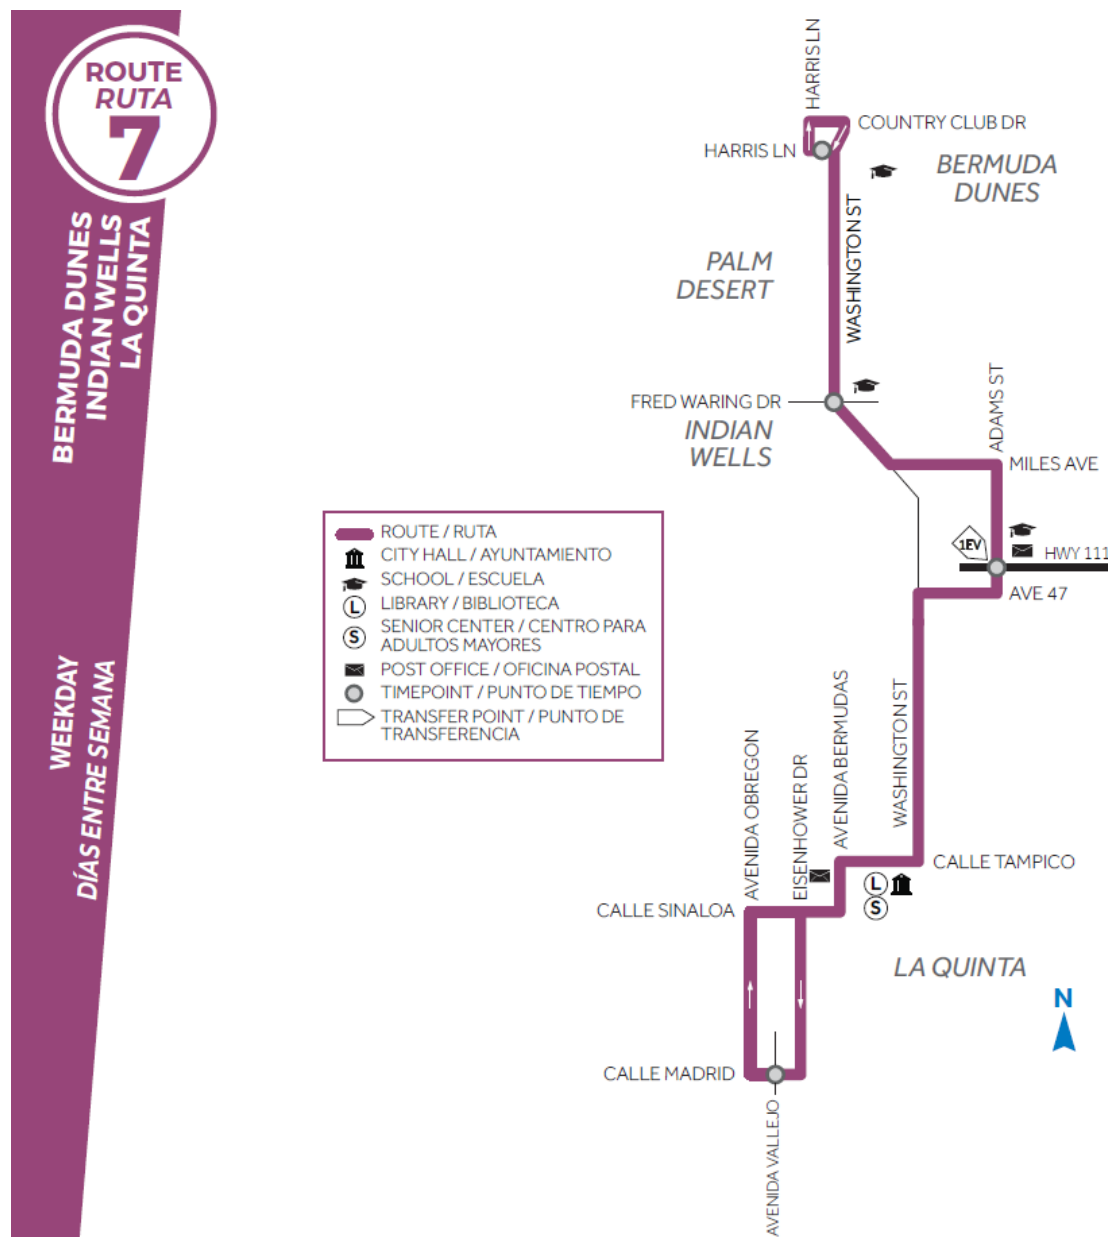 ROUTE
RUTA
7
BERMUDA DUNES
INDIAN WELLS
LA QUINTA
WEEKDAY
DÍAS ENTRE SEMANA
HARRIS LN
COUNTRY CLUB DR
HARRIS LN
BERMUDA
DUNES
WASHINGTON ST
PALM
DESERT
FRED WARING DR
INDIAN
WELLS
ADAMS ST
MILES AVE
1EV
HWY 111
AVE 47
ROUTE / RUTA
CITY HALL / AYUNTAMIENTO
SCHOOL / ESCUELA
L LIBRARY / BIBLIOTECA
S SENIOR CENTER / CENTRO PARA
ADULTOS MAYORES
POST OFFICE / OFICINA POSTAL
TIMEPOINT / PUNTO DE TIEMPO
TRANSFER POINT / PUNTO DE
TRANSFERENCIA
AVENIDA OBREGON
EISENHOWER DR
AVENIDA BERMUDAS
WASHINGTON ST
CALLE TAMPICO
L
S
CALLE SINALOA
LA QUINTA
N
CALLE MADRID
AVENIDA VALLEJO